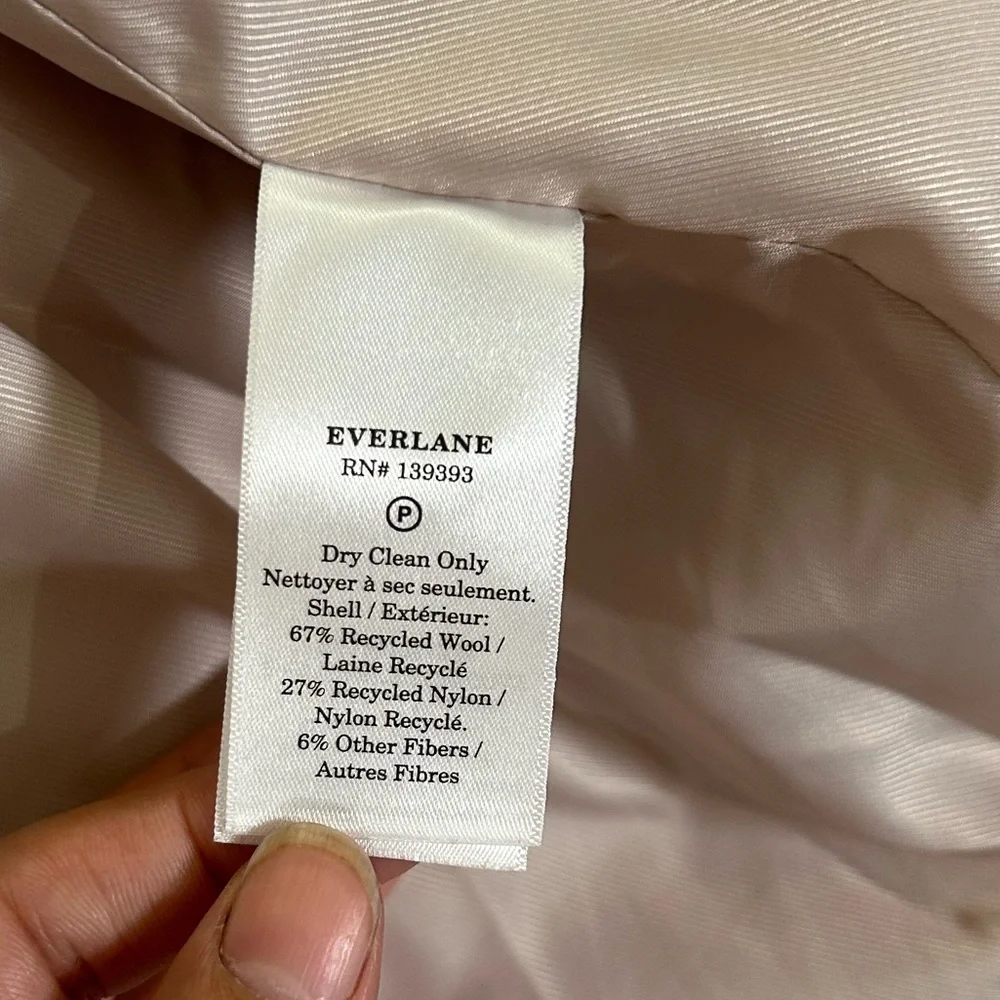 EVERLANE
RN# 139393
P
Dry Clean Only
Nettoyer à sec seulement.
Shell / Extérieur:
67% Recycled Wool /
Laine Recyclé
27% Recycled Nylon /
Nylon Recyclé.
6% Other Fibers /
Autres Fibres